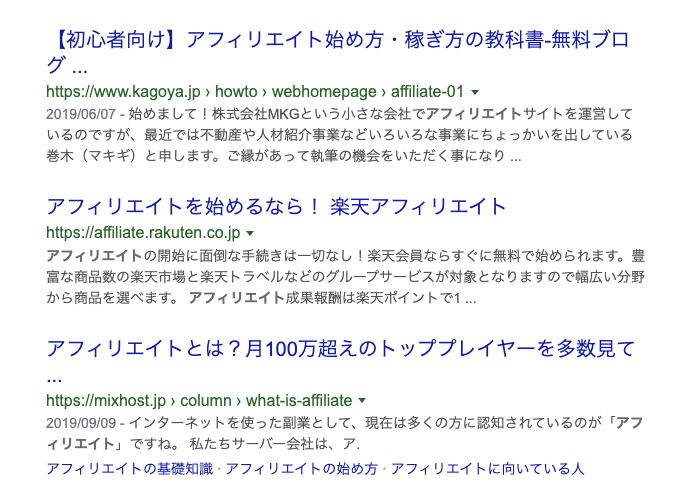 【初心者向け】アフィリエイト始め方・稼ぎ方の教科書-無料ブロ
グ ...
https://www.kagoya.jp › howto › webhomepage › affiliate-01
2019/06/07 - 始めまして！株式会社MKGという小さな会社でアフィリエイトサイトを運営して
いるのですが、最近では不動産や人材紹介事業などいろいろな事業にちょっかいを出している
巻木（マキギ）と申します。ご縁があって執筆の機会をいただく事になり ...
アフィリエイトを始めるなら！ 楽天アフィリエイト
https://affiliate.rakuten.co.jp
アフィリエイトの開始に面倒な手続きは一切なし！楽天会員ならすぐに無料で始められます。豊
富な商品数の楽天市場と楽天トラベルなどのグループサービスが対象となりますので幅広い分野
から商品を選べます。 アフィリエイト成果報酬は楽天ポイントで1 ...
アフィリエイトとは？月100万超えのトッププレイヤーを多数見て
...
https://mixhost.jp › column › what-is-affiliate
2019/09/09 - インターネットを使った副業として、現在は多くの方に認知されているのが「アフ
ィリエイト」ですね。 私たちサーバー会社は、ア.
アフィリエイトの基礎知識 · アフィリエイトの始め方 · アフィリエイトに向いている人